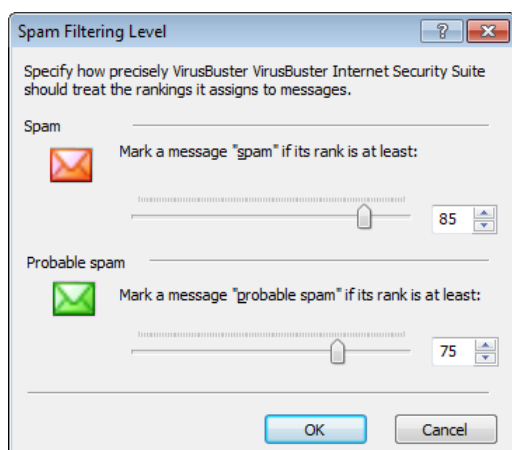 Spam Filtering Level
?
Specify how precisely VirusBuster VirusBuster Internet Security Suite
should treat the rankings it assigns to messages.
Spam
Mark a message "spam" if its rank is at least:
85
Probable spam
Mark a message "probable spam" if its rank is at least:
75
OK Cancel